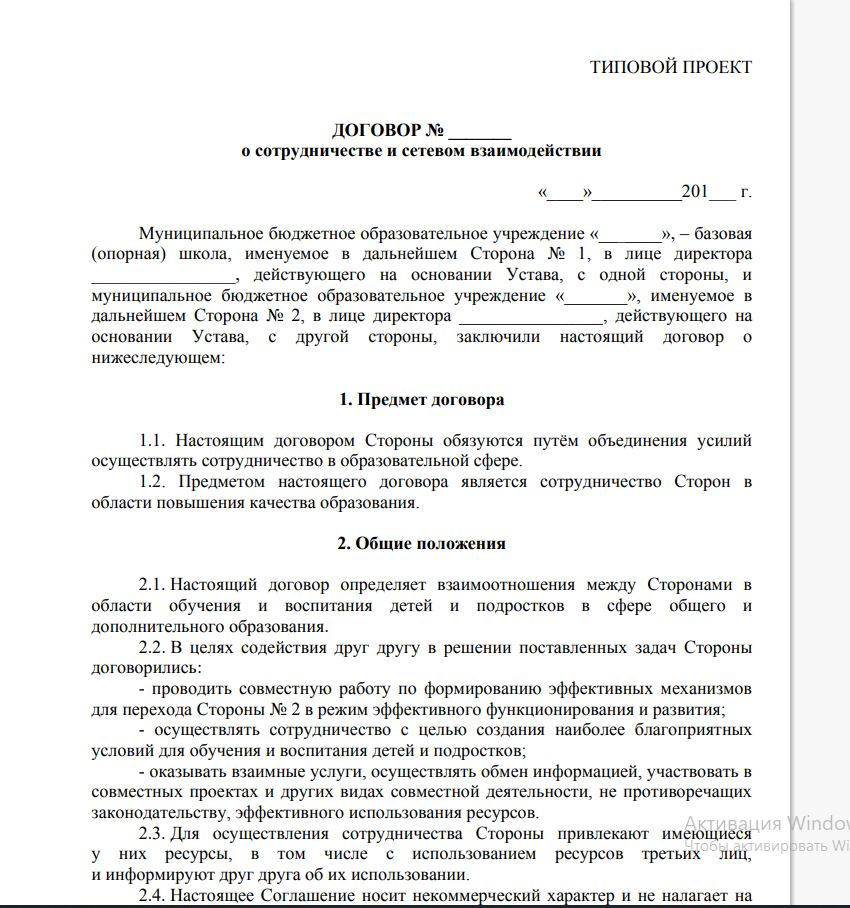 ТИПОВОЙ ПРОЕКТ
ДОГОВОР № _______
о сотрудничестве и сетевом взаимодействии
«____»__________201___ г.
Муниципальное бюджетное образовательное учреждение «_______», – базовая
(опорная) школа, именуемое в дальнейшем Сторона № 1, в лице директора
________________, действующего на основании Устава, с одной стороны, и
муниципальное бюджетное образовательное учреждение «_______», именуемое в
дальнейшем Сторона № 2, в лице директора ________________, действующего на
основании Устава, с другой стороны, заключили настоящий договор о
нижеследующем:
1. Предмет договора
1.1. Настоящим договором Стороны обязуются путём объединения усилий
осуществлять сотрудничество в образовательной сфере.
1.2. Предметом настоящего договора является сотрудничество Сторон в
области повышения качества образования.
2. Общие положения
2.1. Настоящий договор определяет взаимоотношения между Сторонами в
области обучения и воспитания детей и подростков в сфере общего и
дополнительного образования.
2.2. В целях содействия друг другу в решении поставленных задач Стороны
договорились:
- проводить совместную работу по формированию эффективных механизмов
для перехода Стороны № 2 в режим эффективного функционирования и развития;
- осуществлять сотрудничество с целью создания наиболее благоприятных
условий для обучения и воспитания детей и подростков;
- оказывать взаимные услуги, осуществлять обмен информацией, участвовать в
совместных проектах и других видах совместной деятельности, не противоречащих
законодательству, эффективного использования ресурсов.
2.3. Для осуществления сотрудничества Стороны привлекают имеющиеся
у них ресурсы, в том числе с использованием ресурсов третьих лиц,
и информируют друг друга об их использовании.
2.4. Настоящее Соглашение носит некоммерческий характер и не налагает на
Активация Windo
Чтобы активировать Wi